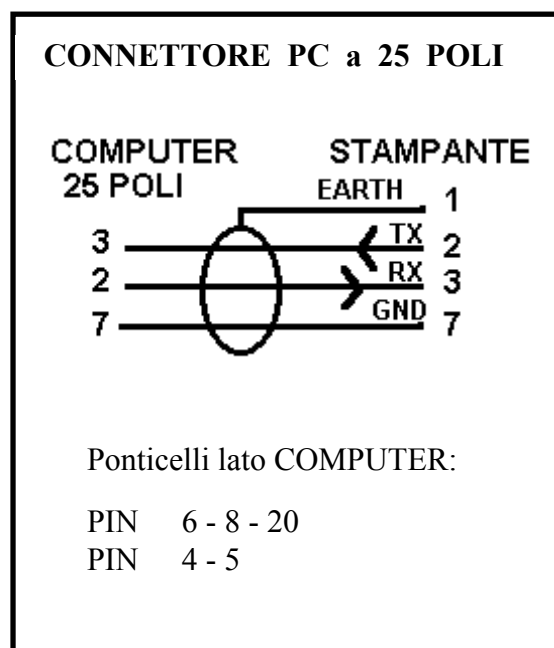 CONNETTORE PC a 25 POLI
COMPUTER STAMPANTE
25 POLI EARTH 1
3 TX 2
2 RX 3
7 GND 7
Ponticelli lato COMPUTER:
PIN 6 - 8 - 20
PIN 4 - 5